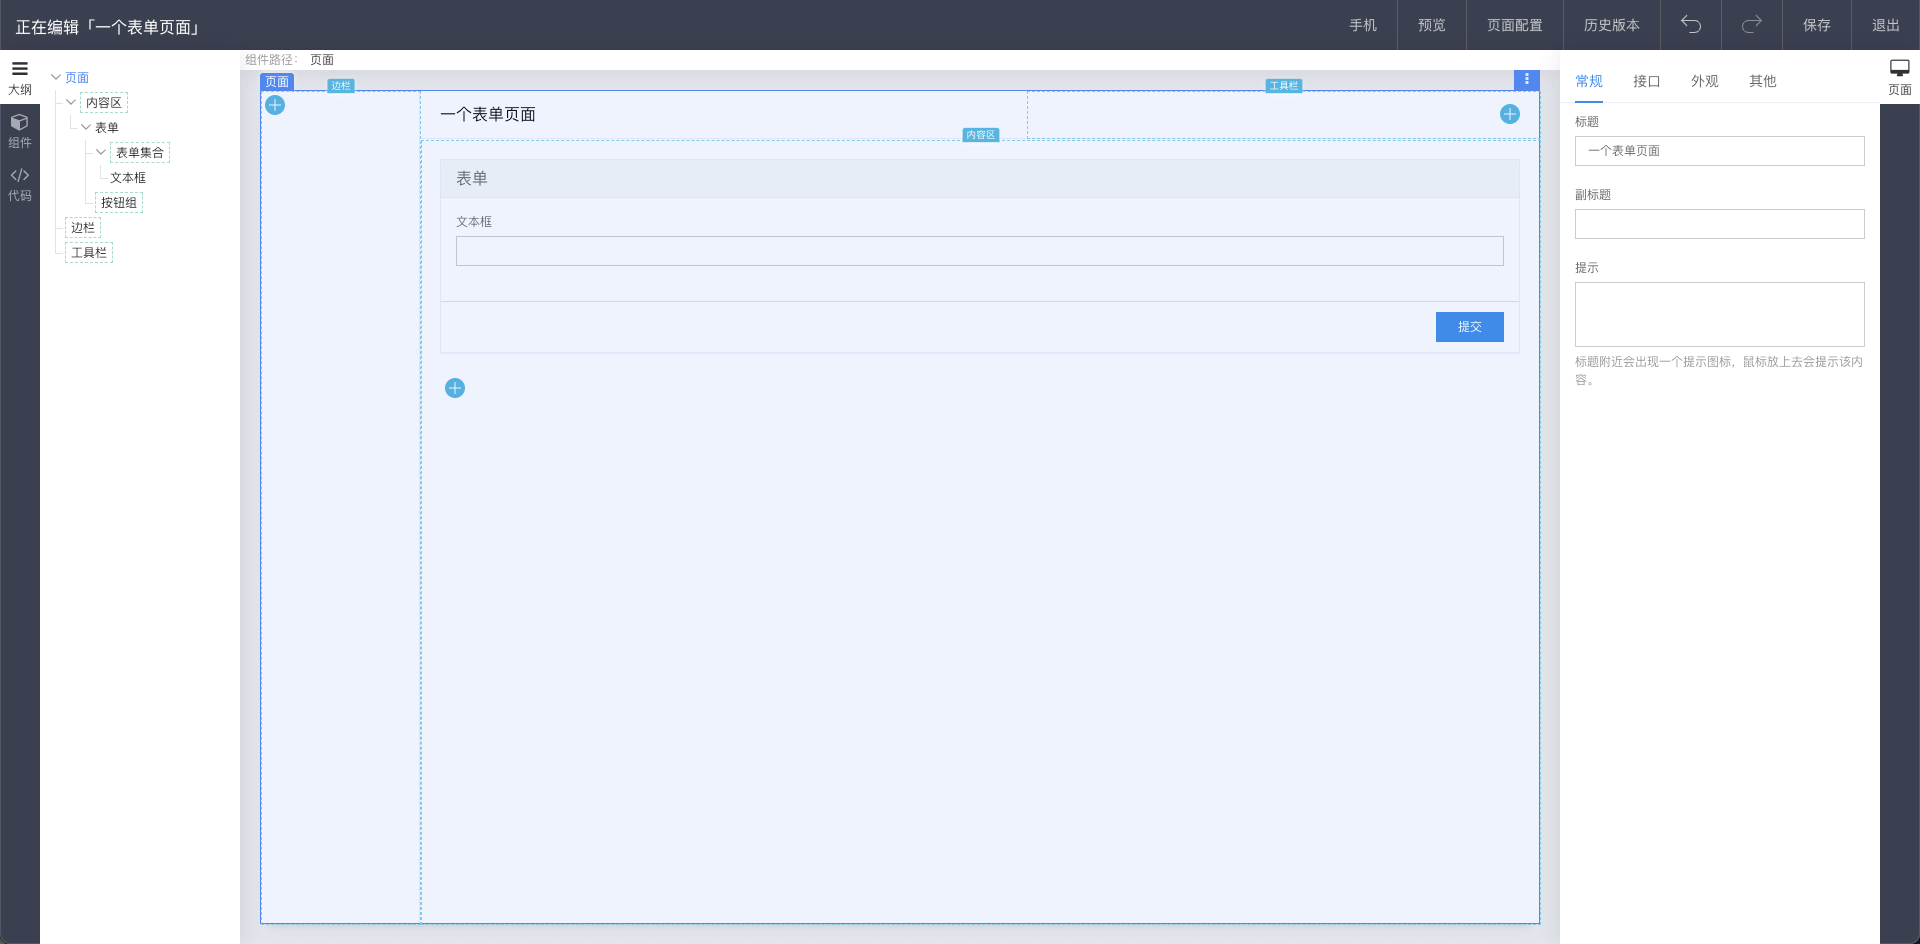 正在编辑「一个表单页面」
手机
预览
页面配置
历史版本
保存
退出
大纲
组件
代码
页面
内容区
表单
表单集合
文本框
按钮组
边栏
工具栏
组件路径： 页面
页面
边栏
工具栏
一个表单页面
内容区
表单
文本框
提交
常规
接口
外观
其他
标题
一个表单页面
副标题
提示
标题附近会出现一个提示图标，鼠标放上去会提示该内
容。
页面